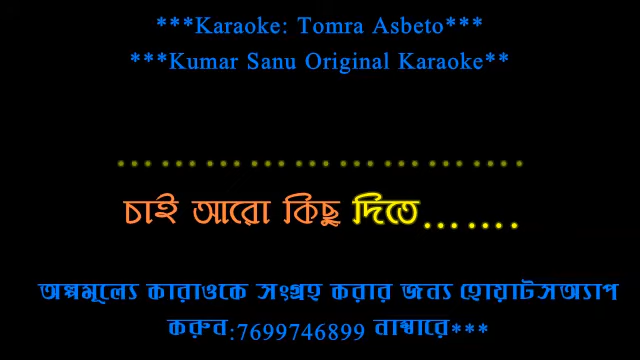 ***Karaoke: Tomra Asbeto***
***Kumar Sanu Original Karaoke**
……………………………….
চাই আরো কিছু দিতে…….
অল্পমূল্যে কারাওকে সংগ্রহ করার জন্য হোয়াটসঅ্যাপ
করুন:7699746899 নাম্বারে***